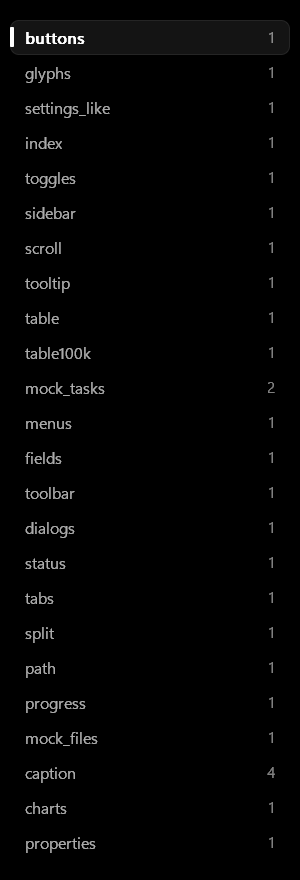 buttons 1
glyphs 1
settings_like 1
index 1
toggles 1
sidebar 1
scroll 1
tooltip 1
table 1
table100k 1
mock_tasks 2
menus 1
fields 1
toolbar 1
dialogs 1
status 1
tabs 1
split 1
path 1
progress 1
mock_files 1
caption 4
charts 1
properties 1